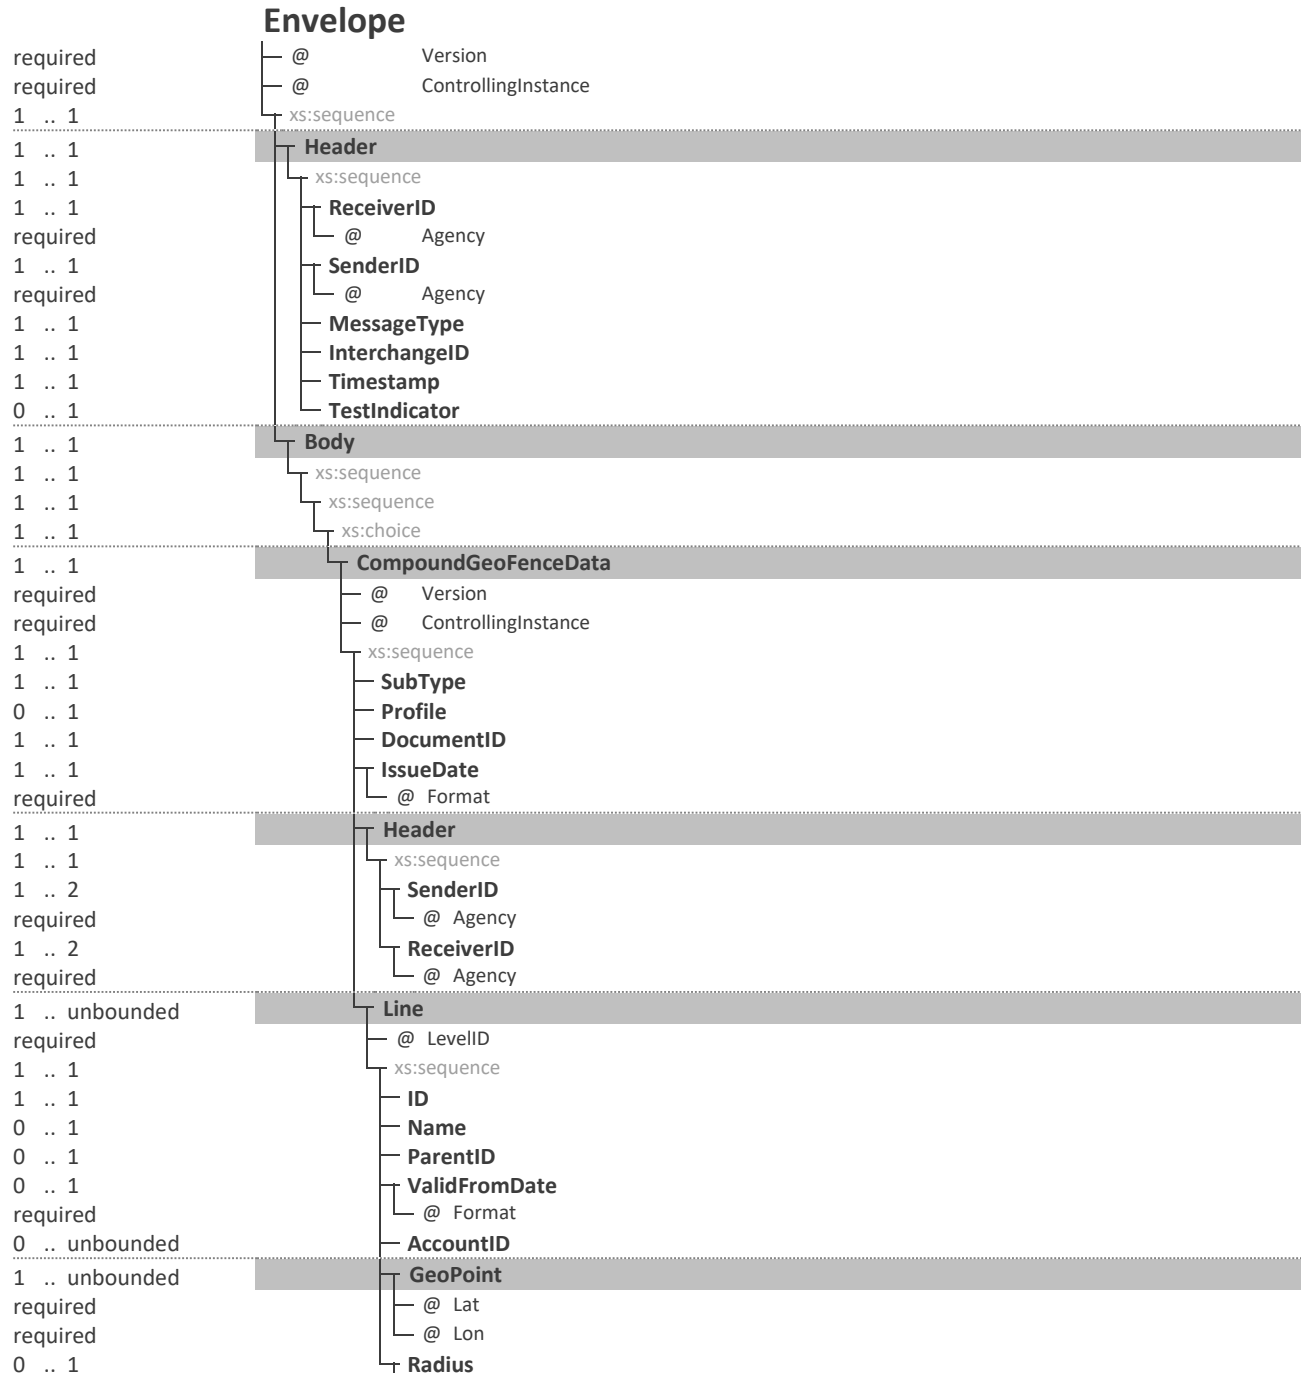 Envelope
required @ Version
required @ ControllingInstance
1 .. 1 xs:sequence
1 .. 1 Header
1 .. 1 xs:sequence
1 .. 1 ReceiverID
required @ Agency
1 .. 1 SenderID
required @ Agency
1 .. 1 MessageType
1 .. 1 InterchangeID
1 .. 1 Timestamp
0 .. 1 TestIndicator
1 .. 1 Body
1 .. 1 xs:sequence
1 .. 1 xs:sequence
1 .. 1 xs:choice
1 .. 1 CompoundGeoFenceData
required @ Version
required @ ControllingInstance
1 .. 1 xs:sequence
1 .. 1 SubType
0 .. 1 Profile
1 .. 1 DocumentID
1 .. 1 IssueDate
required @ Format
1 .. 1 Header
1 .. 1 xs:sequence
1 .. 2 SenderID
required @ Agency
1 .. 2 ReceiverID
required @ Agency
1 .. unbounded Line
required @ LevelID
1 .. 1 xs:sequence
1 .. 1 ID
0 .. 1 Name
0 .. 1 ParentID
0 .. 1 ValidFromDate
required @ Format
0 .. unbounded AccountID
1 .. unbounded GeoPoint
required @ Lat
required @ Lon
0 .. 1 Radius